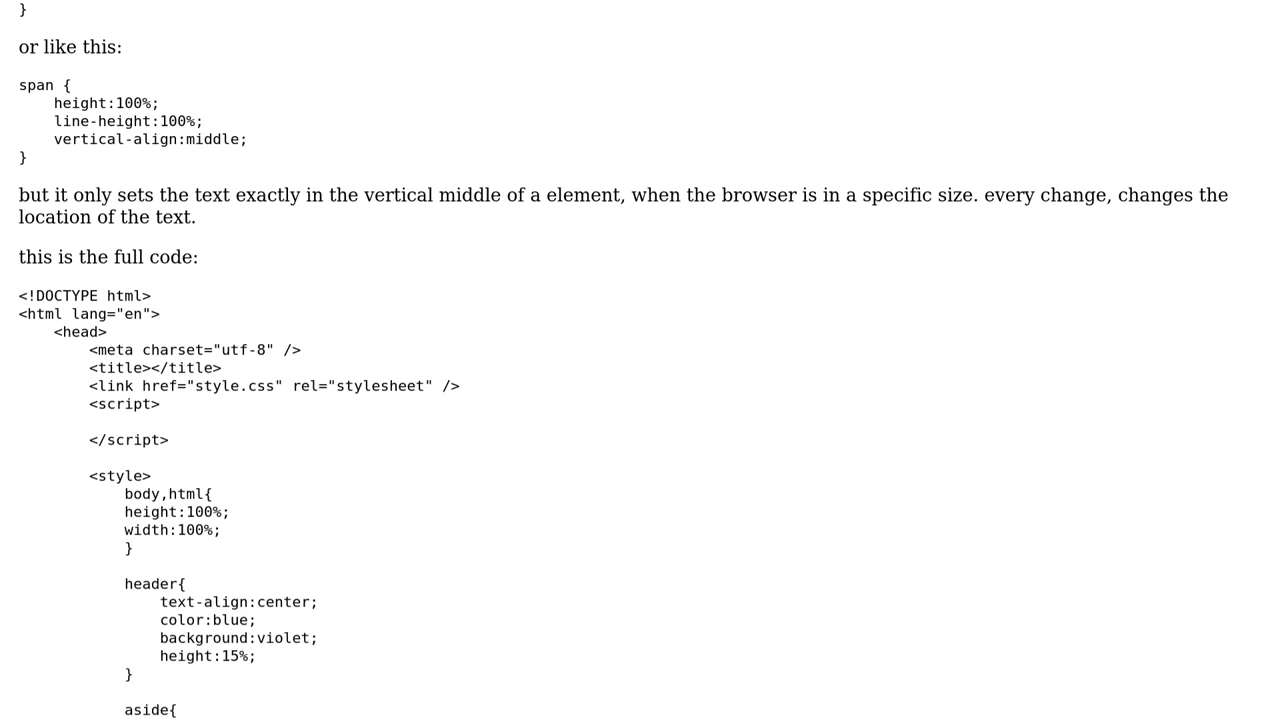 }
or like this:
span {
    height:100%;
    line-height:100%;
    vertical-align:middle;
}
but it only sets the text exactly in the vertical middle of a element, when the browser is in a specific size. every change, changes the
location of the text.
this is the full code:
<!DOCTYPE html>
<html lang="en">
    <head>
        <meta charset="utf-8" />
        <title></title>
        <link href="style.css" rel="stylesheet" />
        <script>

        </script>

        <style>
            body,html{
            height:100%;
            width:100%;
            }

            header{
                text-align:center;
                color:blue;
                background:violet;
                height:15%;
            }

            aside{